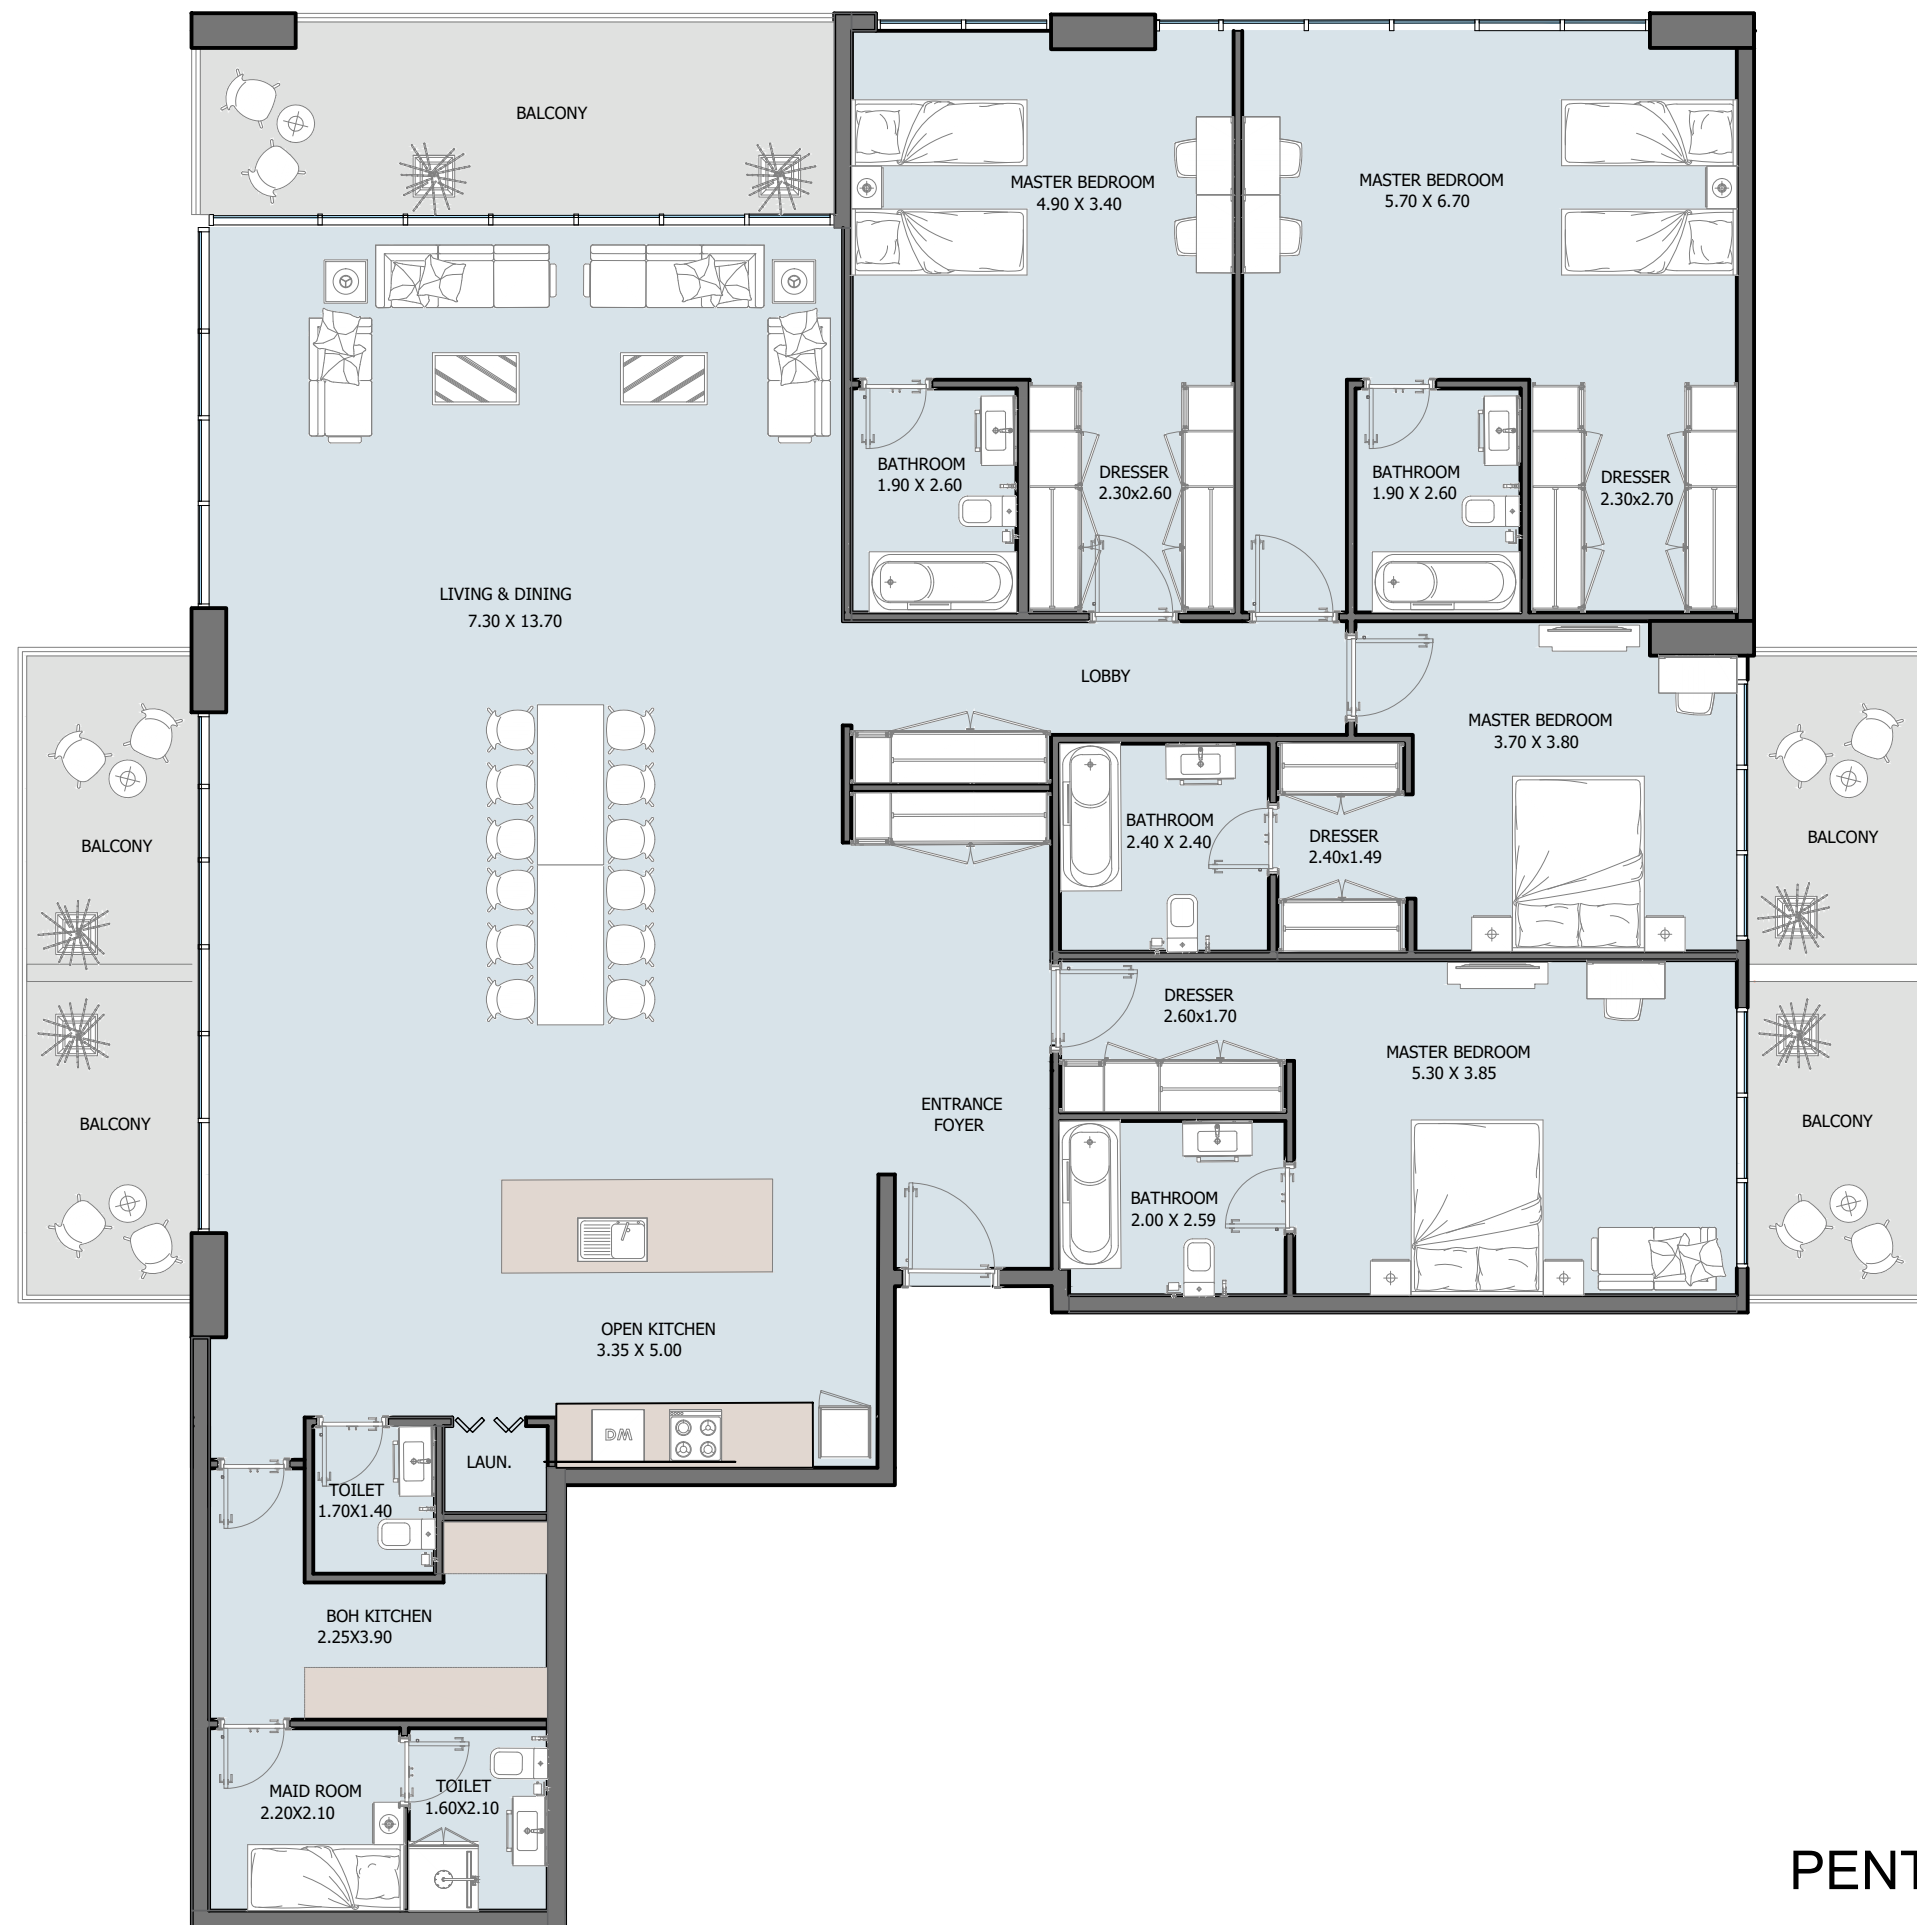 BALCONY
MASTER BEDROOM
4.90 X 3.40
MASTER BEDROOM
5.70 X 6.70
BATHROOM
1.90 X 2.60
DRESSER
2.30x2.60
BATHROOM
1.90 X 2.60
DRESSER
2.30x2.70
LIVING & DINING
7.30 X 13.70
LOBBY
MASTER BEDROOM
3.70 X 3.80
BALCONY
BATHROOM
2.40 X 2.40
DRESSER
2.40x1.49
BALCONY
DRESSER
2.60x1.70
MASTER BEDROOM
5.30 X 3.85
BALCONY
ENTRANCE
FOYER
BALCONY
BATHROOM
2.00 X 2.59
OPEN KITCHEN
3.35 X 5.00
DM
LAUN.
TOILET
1.70X1.40
BOH KITCHEN
2.25X3.90
MAID ROOM
2.20X2.10
TOILET
1.60X2.10
PENT